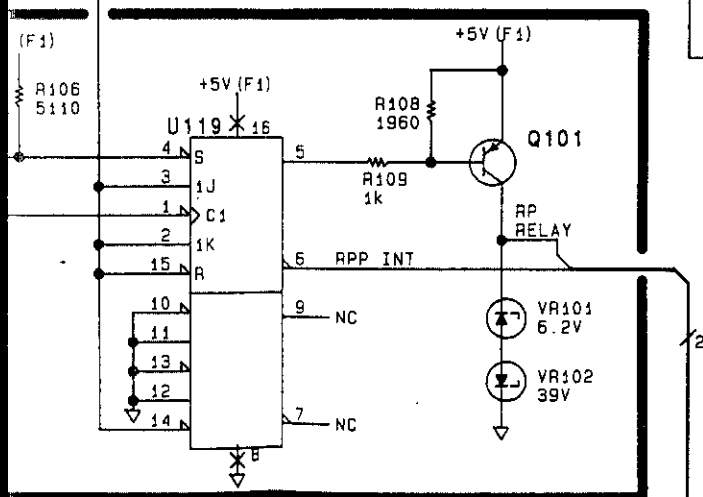 (F1)
+5V (F1)
R106
5110
+5V (F1)
R108
1960
U119
16
Q101
4
S
5
3
1J
R109
1k
1
C1
RP
RELAY
2
1K
15
R
6
RPP INT
10
9
NC
VR101
6.2V
11
2
13
VR102
39V
12
14
7
NC
8